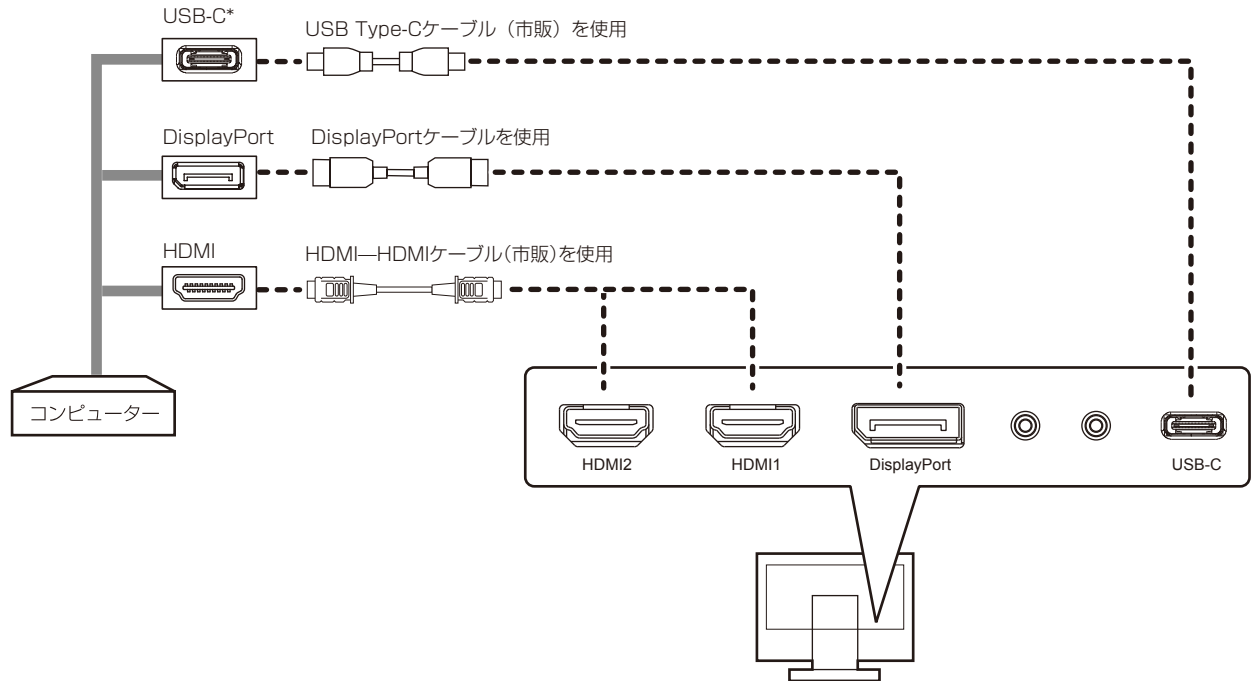 USB-C*
USB Type-Cケーブル（市販）を使用
DisplayPort
DisplayPortケーブルを使用
HDMI
HDMI―HDMIケーブル(市販)を使用
コンピューター
HDMI2
HDMI1
DisplayPort
USB-C